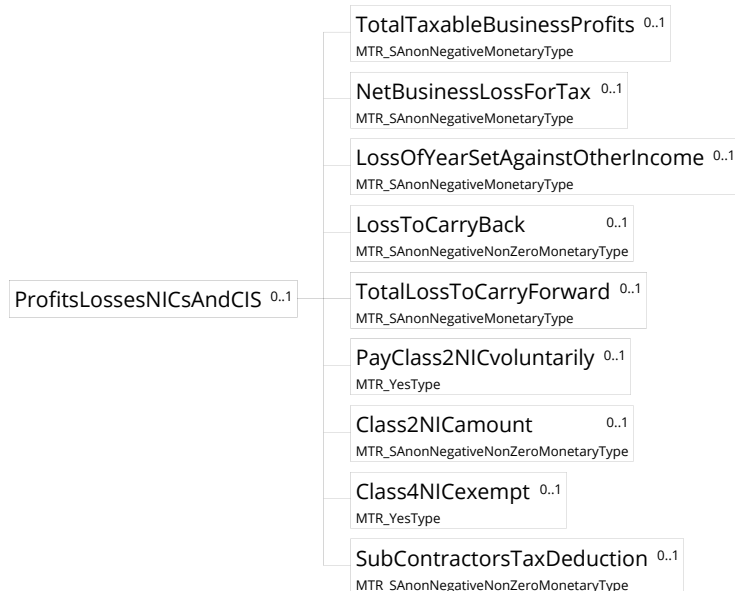 TotalTaxableBusinessProfits 0..1
MTR_SAnonNegativeMonetaryType
NetBusinessLossForTax 0..1
MTR_SAnonNegativeMonetaryType
LossOfYearSetAgainstOtherIncome 0..1
MTR_SAnonNegativeMonetaryType
LossToCarryBack 0..1
MTR_SAnonNegativeNonZeroMonetaryType
ProfitsLossesNICsAndCIS 0..1
TotalLossToCarryForward 0..1
MTR_SAnonNegativeMonetaryType
PayClass2NICvoluntarily 0..1
MTR_YesType
Class2NICamount 0..1
MTR_SAnonNegativeNonZeroMonetaryType
Class4NICexempt 0..1
MTR_YesType
SubContractorsTaxDeduction 0..1
MTR_SAnonNegativeNonZeroMonetaryType